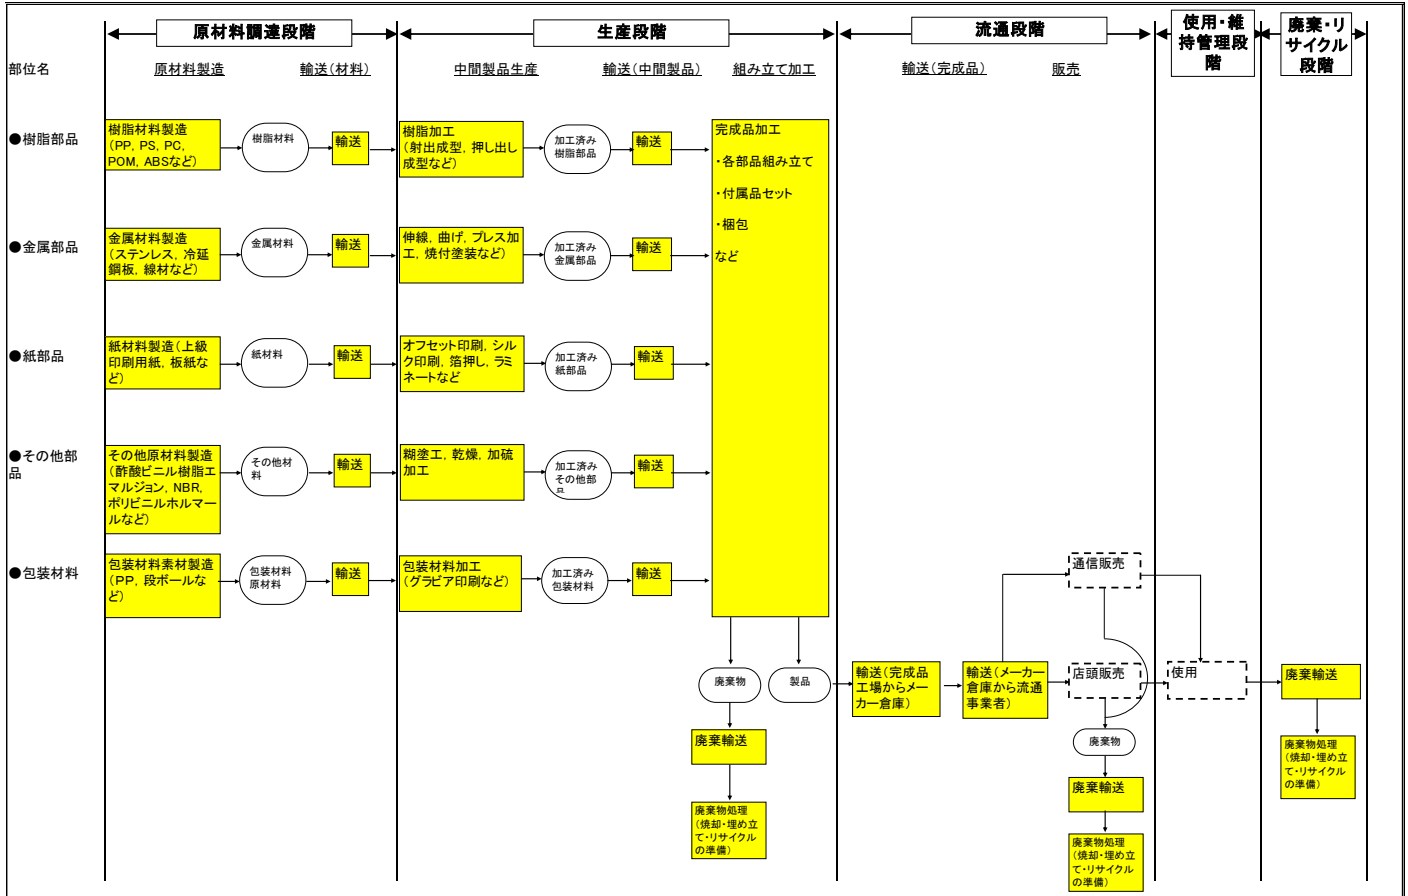 原材料調達段階
生産段階
流通段階
使用・維
持管理段
階
廃棄・リ
サイクル
段階
部位名
原材料製造
輸送(材料)
中間製品生産
輸送(中間製品)
組み立て加工
輸送(完成品)
販売
●樹脂部品
樹脂材料製造
(PP, PS, PC,
POM, ABSなど)
樹脂材料
輸送
樹脂加工
(射出成型, 押し出し
成型など)
加工済み
樹脂部品
輸送
完成品加工
・各部品組み立て
・付属品セット
・梱包
など
●金属部品
金属材料製造
(ステンレス, 冷延
鋼板, 線材など)
金属材料
輸送
伸線, 曲げ, プレス加
工, 焼付塗装など)
加工済み
金属部品
輸送
●紙部品
紙材料製造(上級
印刷用紙, 板紙な
ど)
紙材料
輸送
オフセット印刷, シル
ク印刷, 箔押し, ラミ
ネートなど
加工済み
紙部品
輸送
●その他部
品
その他原材料製造
(酢酸ビニル樹脂エ
マルジョン, NBR,
ポリビニルホルマー
ルなど)
その他材
料
輸送
糊塗工, 乾燥, 加硫
加工
加工済み
その他部
品
輸送
●包装材料
包装材料素材製造
(PP, 段ボールな
ど)
包装材料
原材料
輸送
包装材料加工
(グラビア印刷など)
加工済み
包装材料
輸送
通信販売
廃棄物
製品
輸送(完成品
工場からメー
カー倉庫)
輸送(メーカー
倉庫から流通
事業者)
店頭販売
使用
廃棄輸送
廃棄輸送
廃棄物処理
(焼却・埋め立
て・リサイクル
の準備)
廃棄物
廃棄輸送
廃棄物処理
(焼却・埋め立
て・リサイクル
の準備)
廃棄物処理
(焼却・埋め立
て・リサイクル
の準備)